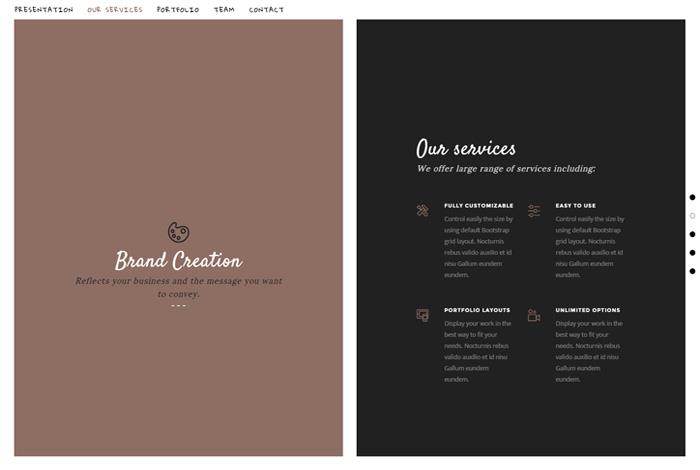 PRESENTATION OUR SERVICES PORTFOLIO TEAM CONTACT
Brand Creation
Reflects your business and the message you want
to convey.
Our services
We offer large range of services including:
FULLY CUSTOMIZABLE
Control easily the size by
using default Bootstrap
grid layout. Nocturnis
rebus valido auxilio et id
nisu Gallum eundem
eundem.
EASY TO USE
Control easily the size by
using default Bootstrap
grid layout. Nocturnis
rebus valido auxilio et id
nisu Gallum eundem
eundem.
PORTFOLIO LAYOUTS
Display your work in the
best way to fit your
needs. Nocturnis rebus
valido auxilio et id nisu
Gallum eundem
eundem.
UNLIMITED OPTIONS
Display your work in the
best way to fit your
needs. Nocturnis rebus
valido auxilio et id nisu
Gallum eundem
eundem.